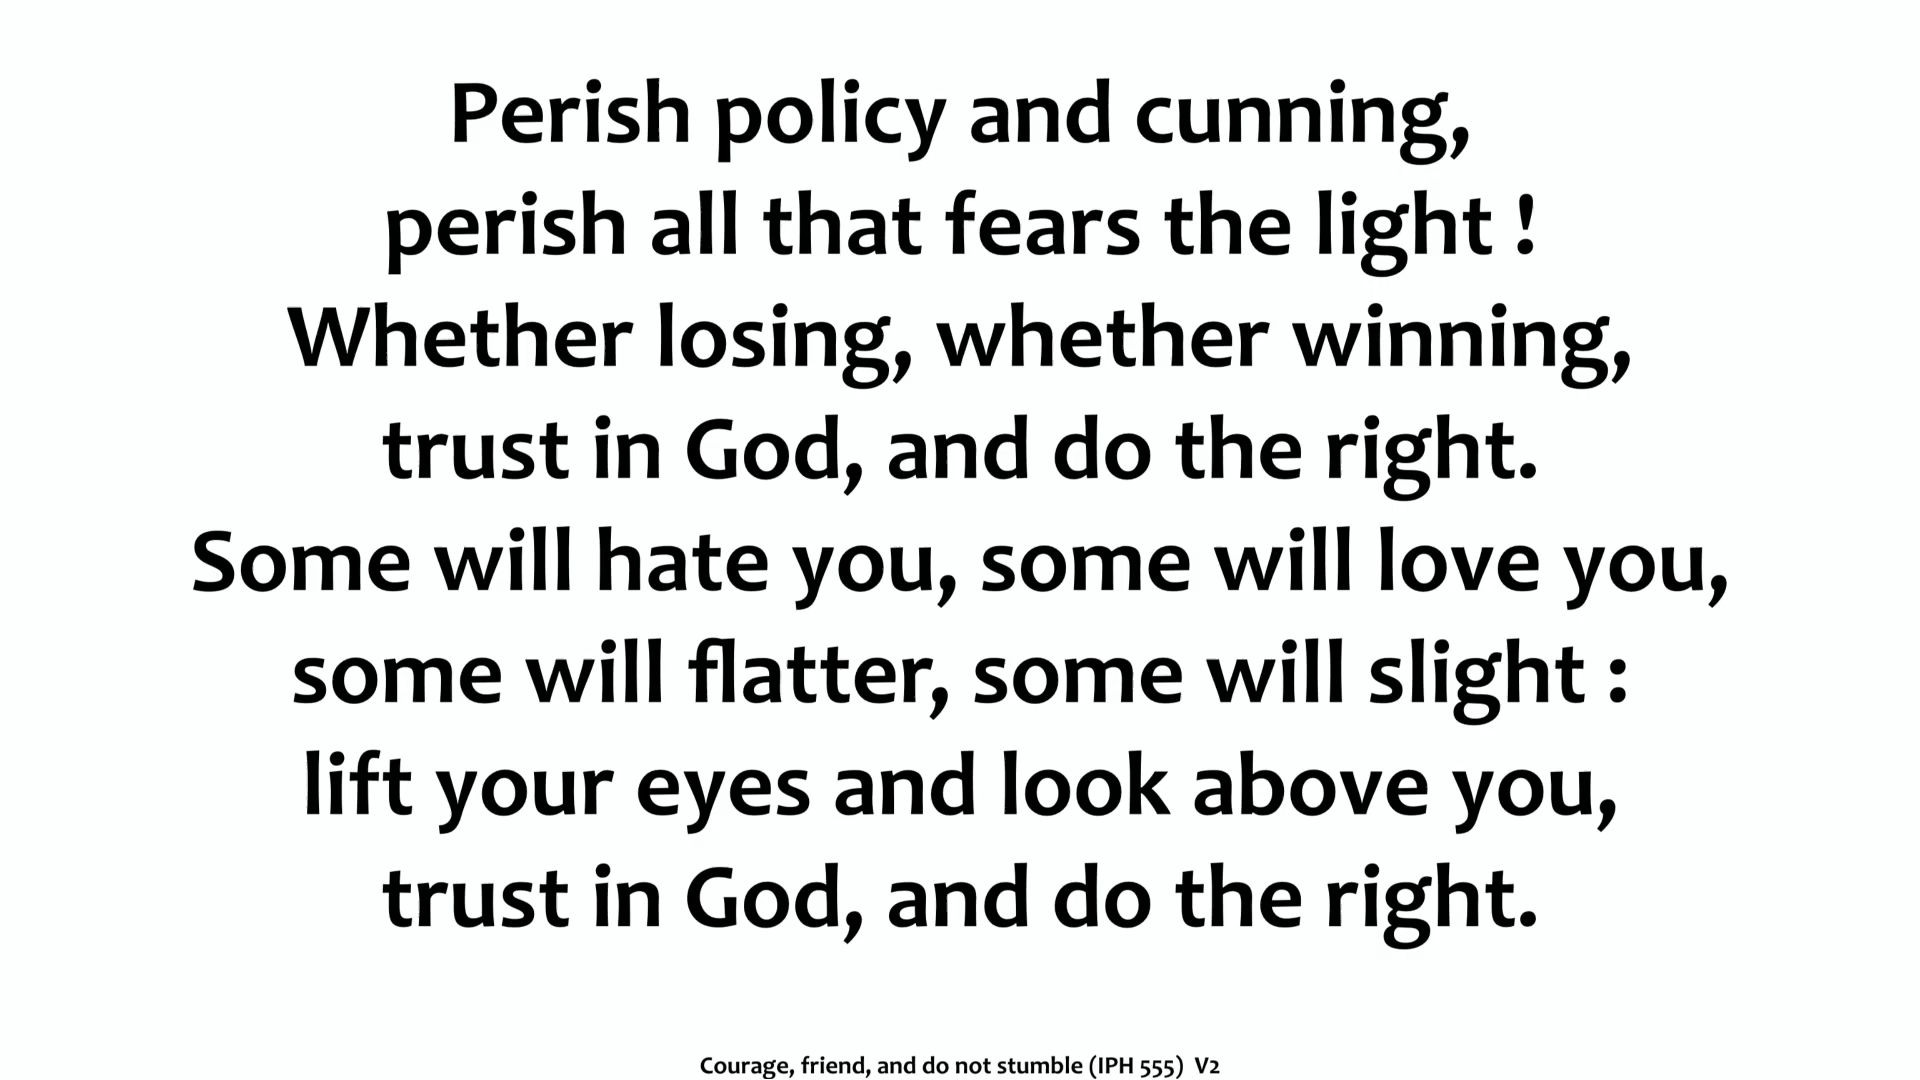 Perish policy and cunning,
perish all that fears the light !
Whether losing, whether winning,
trust in God, and do the right.
Some will hate you, some will love you,
some will flatter, some will slight :
lift your eyes and look above you,
trust in God, and do the right.
Courage, friend, and do not stumble (IPH 555)  V2